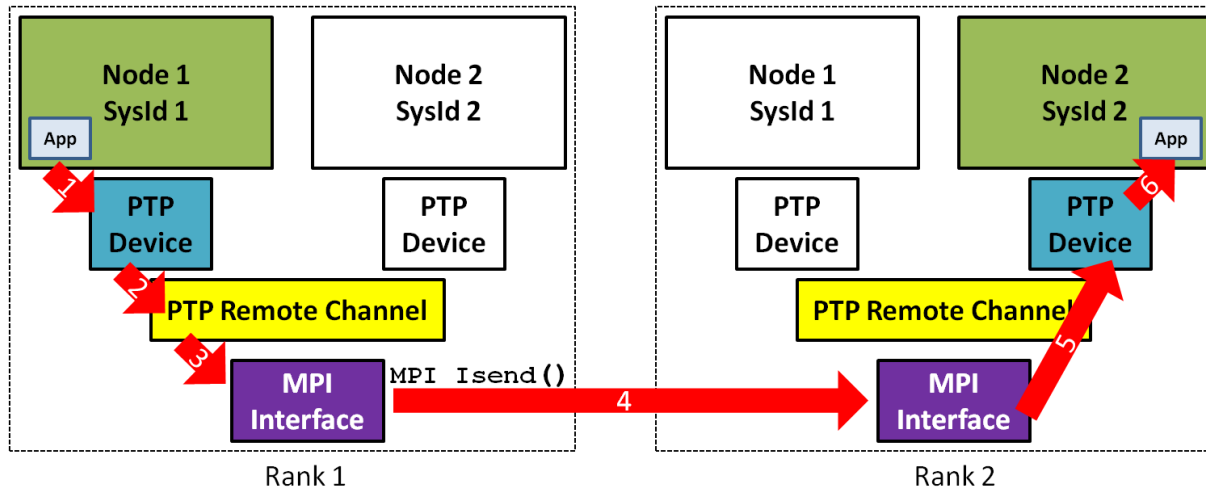 Node 1
SysId 1
App
Node 2
SysId 2
1
PTP
Device
PTP
Device
2
PTP Remote Channel
3
MPI
Interface
MPI Isend()
4
Rank 1
Node 1
SysId 1
Node 2
SysId 2
App
6
PTP
Device
PTP
Device
PTP Remote Channel
5
MPI
Interface
Rank 2